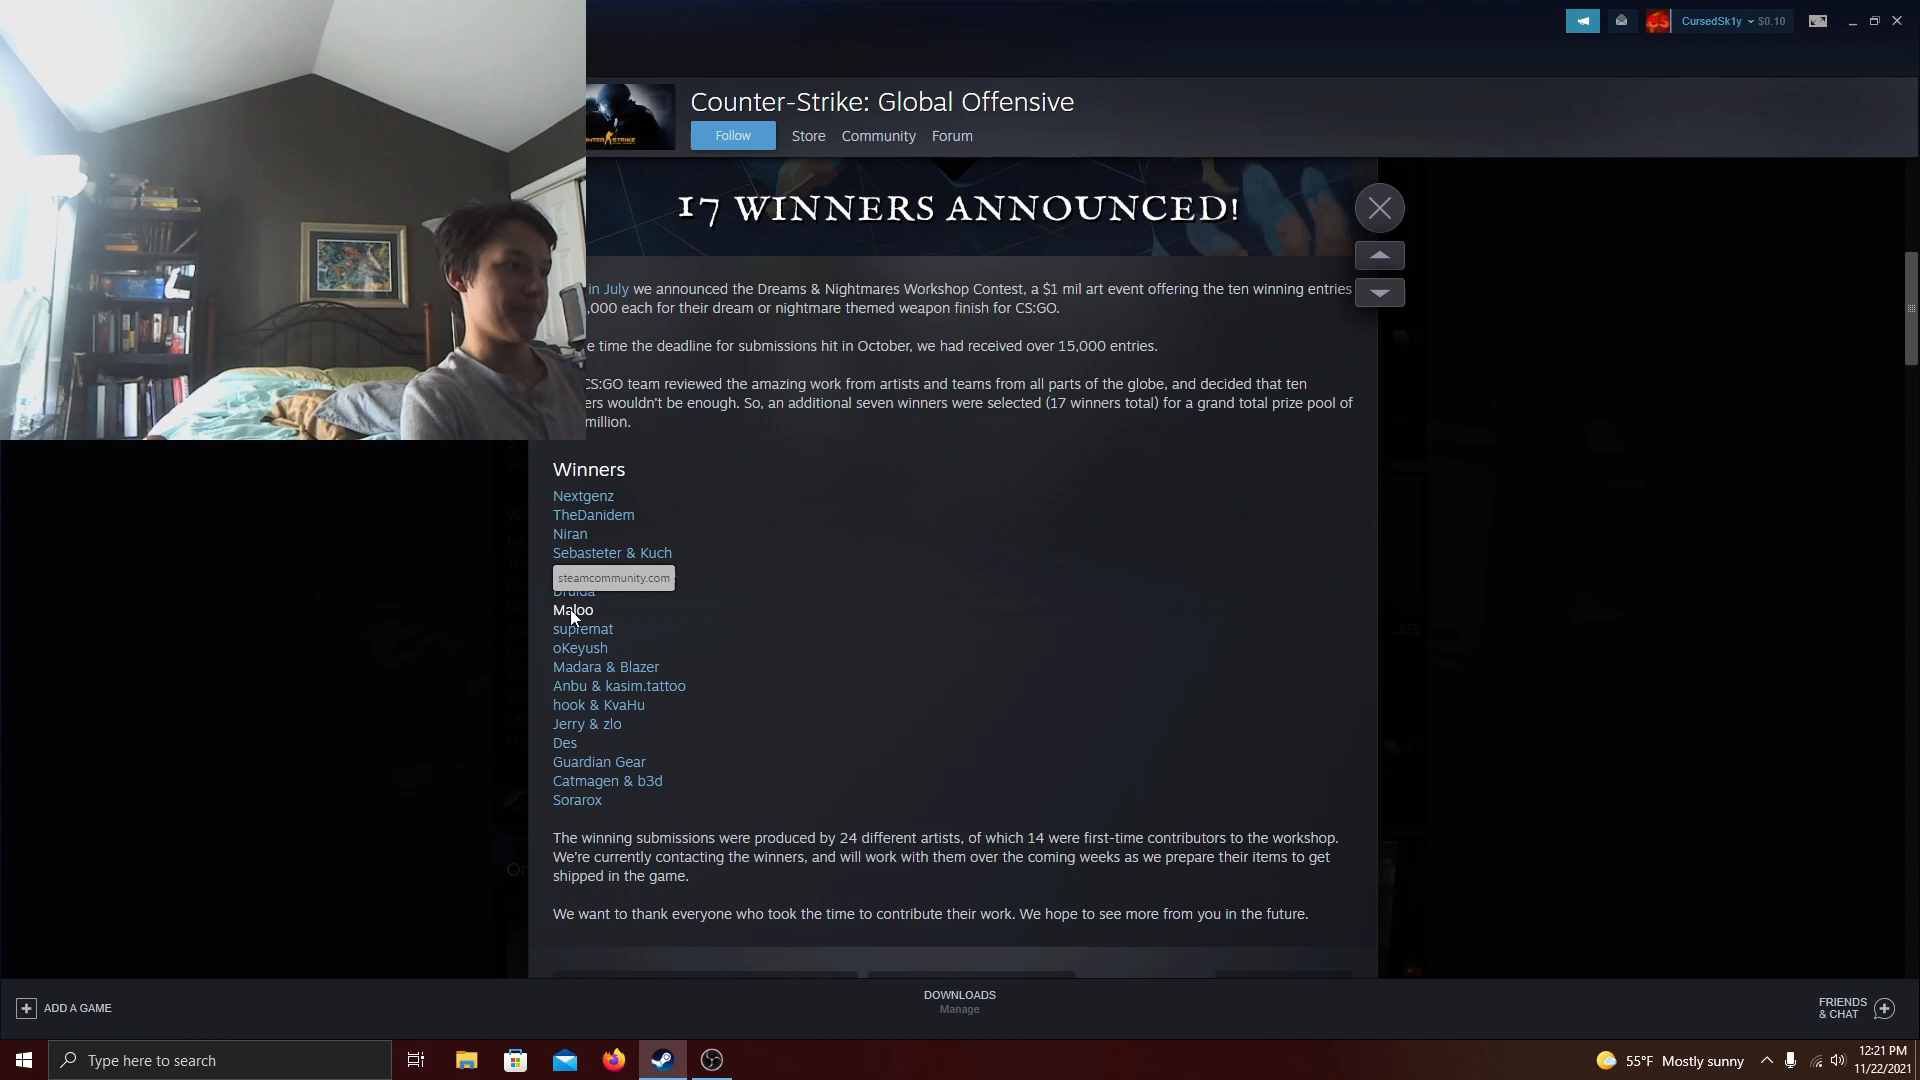 CursedSk1y $0.10
Counter-Strike: Global Offensive
Follow Store Community Forum
17 WINNERS ANNOUNCED!
in July we announced the Dreams & Nightmares Workshop Contest, a $1 mil art event offering the ten winning entries
,000 each for their dream or nightmare themed weapon finish for CS:GO.
e time the deadline for submissions hit in October, we had received over 15,000 entries.
CS:GO team reviewed the amazing work from artists and teams from all parts of the globe, and decided that ten
ers wouldn't be enough. So, an additional seven winners were selected (17 winners total) for a grand total prize pool of
million.
Winners
Nextgenz
TheDanidem
Niran
Sebasteter & Kuch
steamcommunity.com
Druida
Maloo
supremat
oKeyush
Madara & Blazer
Anbu & kasim.tattoo
hook & KvaHu
Jerry & zlo
Des
Guardian Gear
Catmagen & b3d
Sorarox
The winning submissions were produced by 24 different artists, of which 14 were first-time contributors to the workshop.
We're currently contacting the winners, and will work with them over the coming weeks as we prepare their items to get
shipped in the game.
We want to thank everyone who took the time to contribute their work. We hope to see more from you in the future.
ADD A GAME
DOWNLOADS
Manage
FRIENDS
& CHAT
Type here to search
55°F Mostly sunny
12:21 PM
11/22/2021